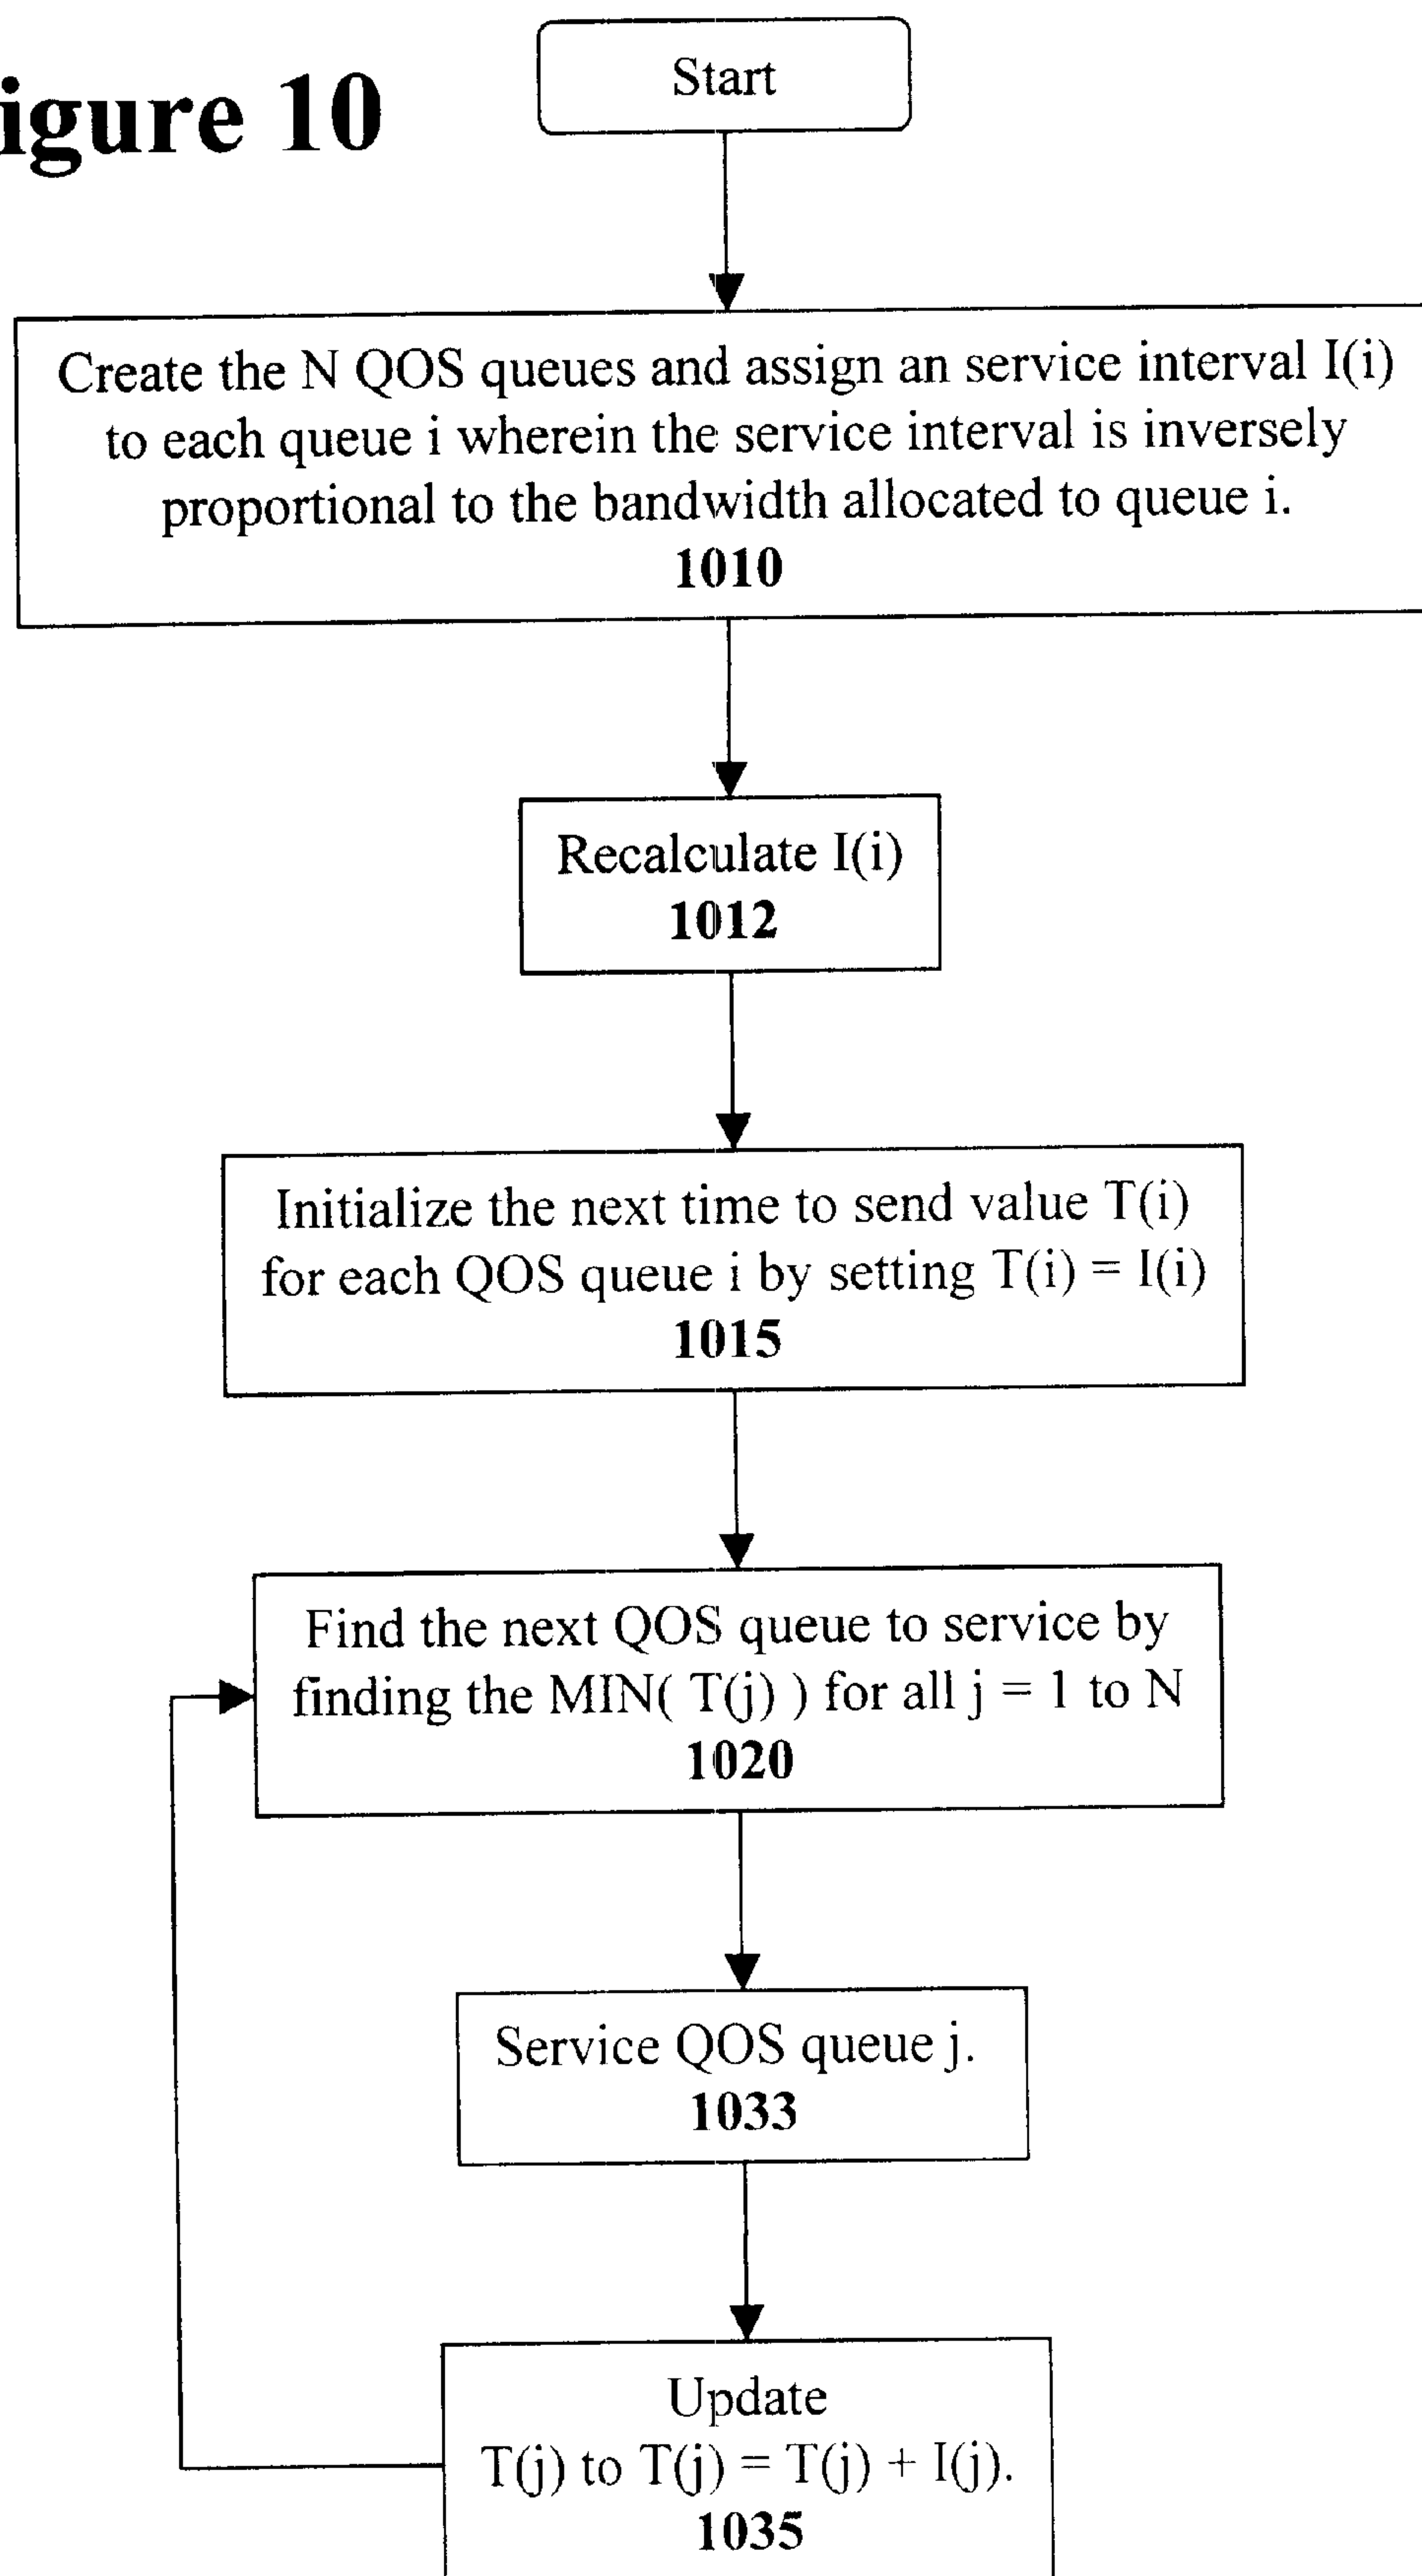 igure 10
Start
Create the N QOS queues and assign an service interval I(i)
to each queue i wherein the service interval is inversely
proportional to the bandwidth allocated to queue i.
1010
Recalculate I(i)
1012
Initialize the next time to send value T(i)
for each QOS queue i by setting T(i) = I(i)
1015
Find the next QOS queue to service by
finding the MIN( T(j) ) for all j = 1 to N
1020
Service QOS queue j.
1033
Update
T(j) to T(j) = T(j) + I(j).
1035